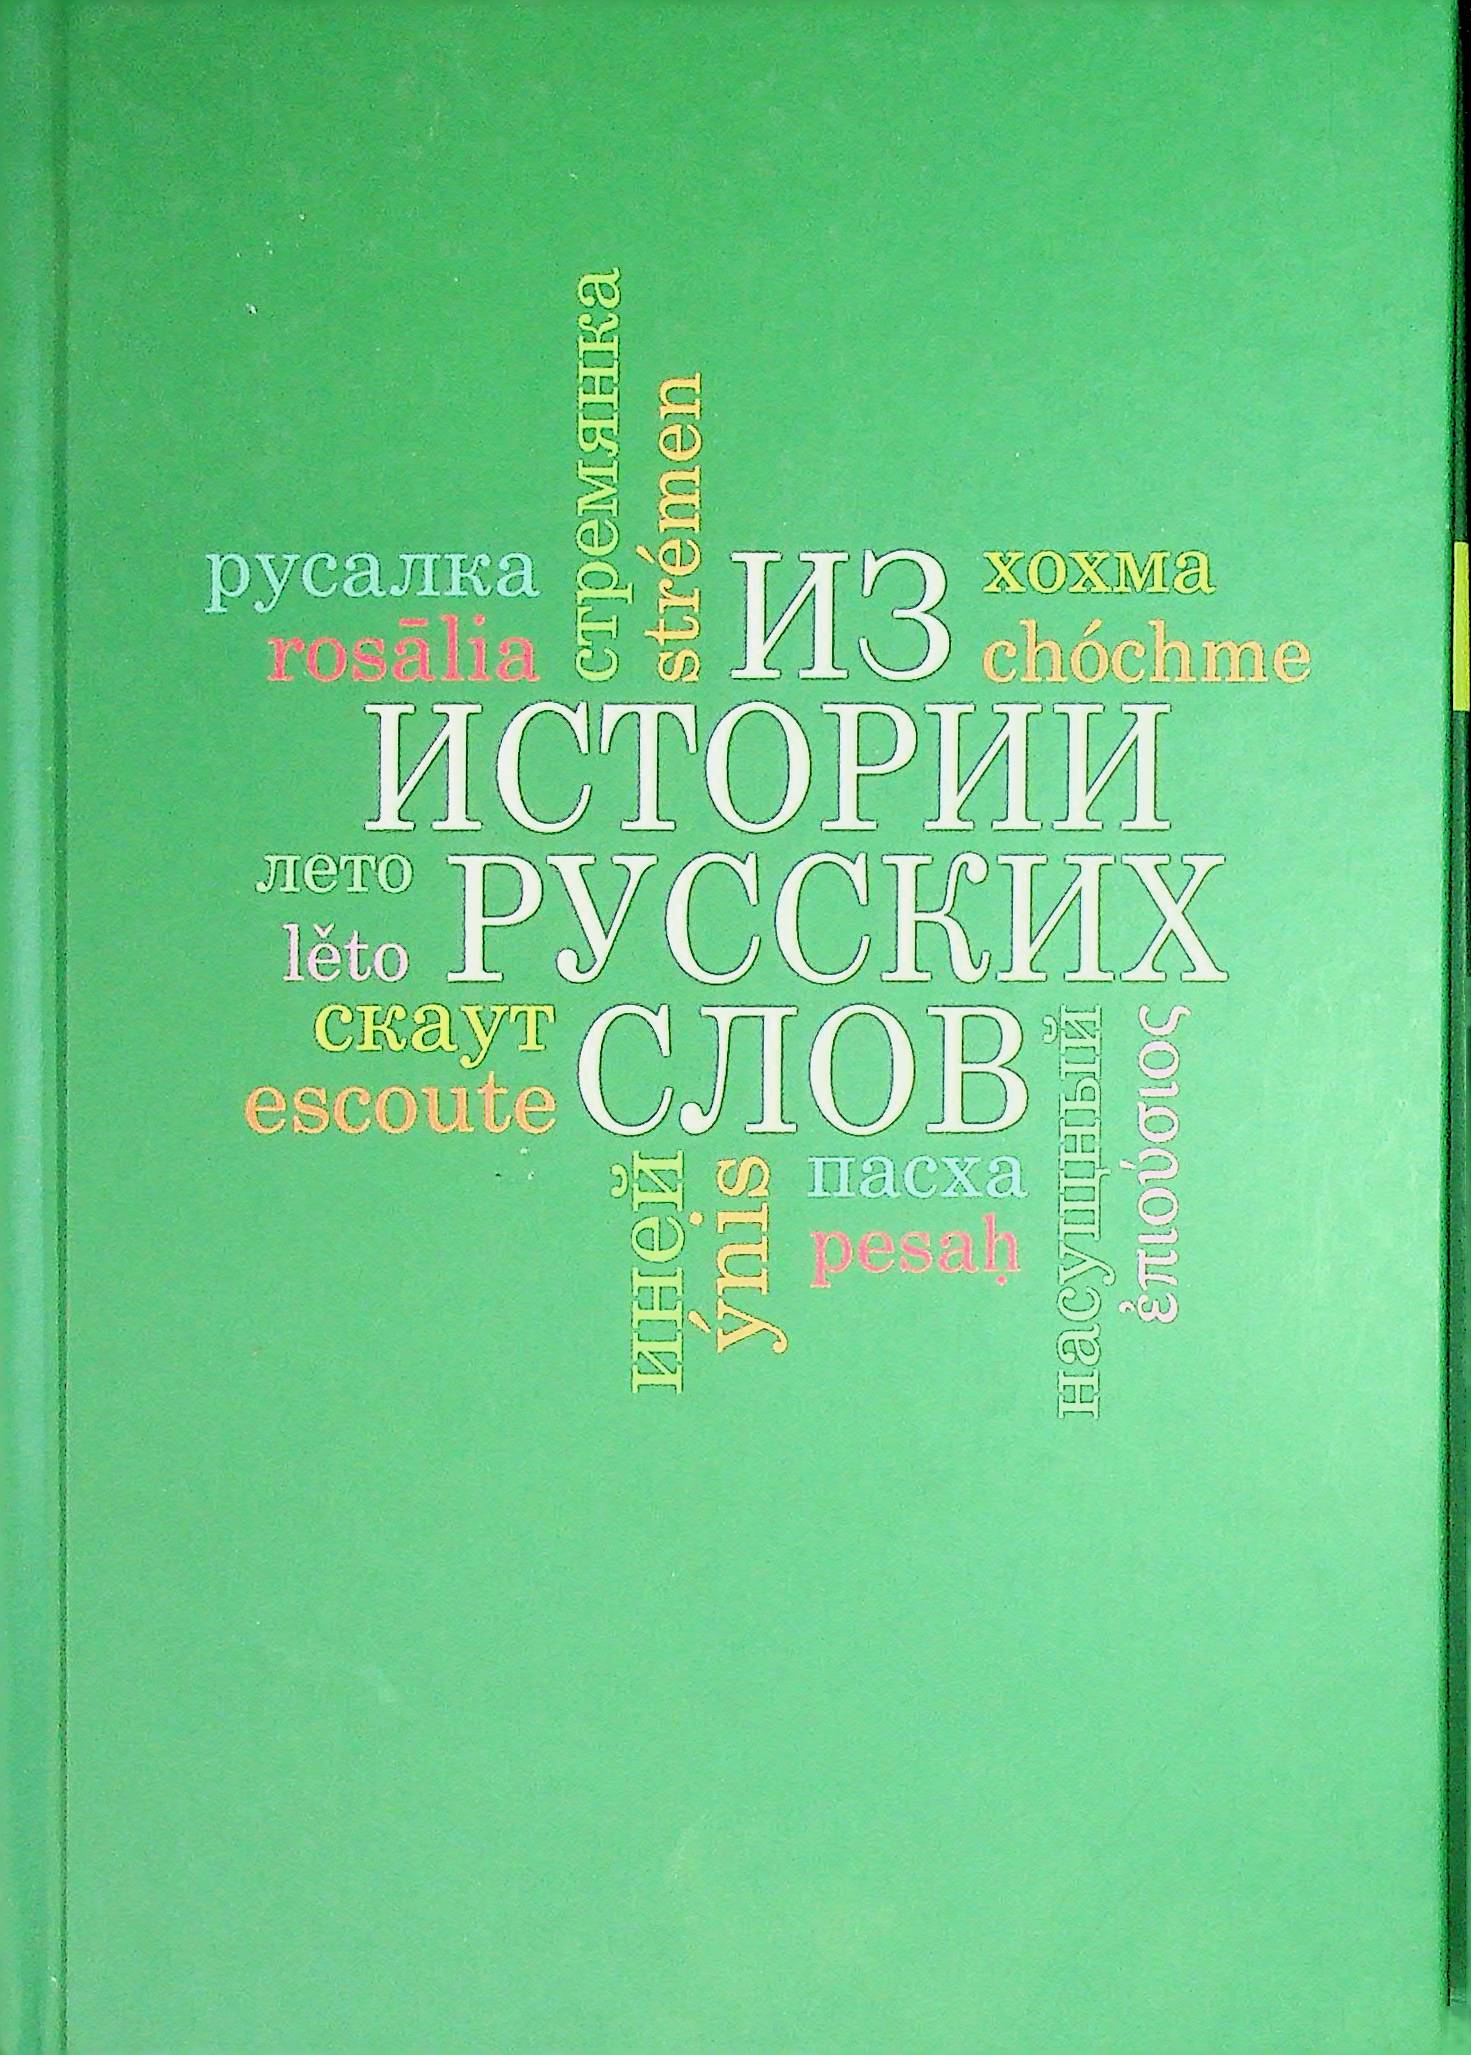 стремянка
strémen
русалка
rosālia
ИЗ
хохма
chóchme
ИСТОРИИ
лето
lěto
РУССКИХ
скаут
escoute
СЛОВ
иней
ýnis
пасха
pesaḥ
насущный
ἐπιούσιος